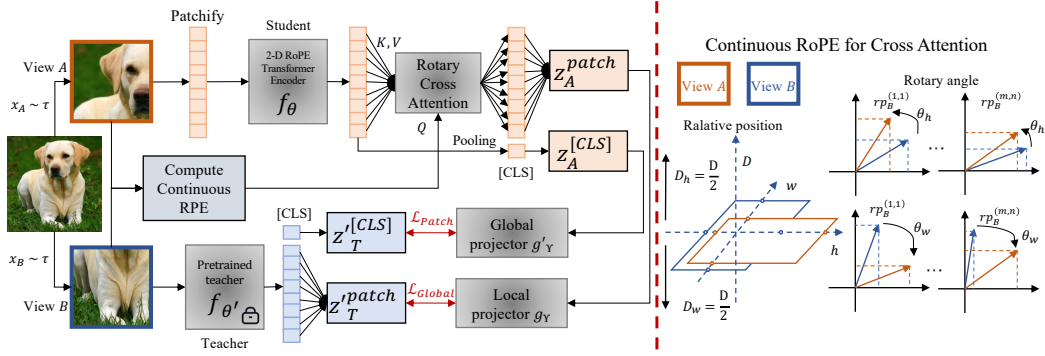 Patchify
Student
View A
x_A ~ τ
2-D RoPE
Transformer
Encoder
f_θ
K,V
Rotary
Cross
Attention
Q
z_A^{patch}
Pooling
[CLS]
z_A^{[CLS]}
Compute
Continuous
RPE
x_B ~ τ
View B
Pretrained
teacher
f_θ'
Teacher
[CLS]
z'_T^{[CLS]}
ℒ_Patch
Global
projector g'_Υ
z'_T^{patch}
ℒ_Global
Local
projector g_Υ
Continuous RoPE for Cross Attention
View A
View B
Rotary angle
Ralative position
D
w
h
D_h = D/2
D_w = D/2
rp_B^{(1,1)}
θ_h
...
rp_B^{(m,n)}
θ_h
rp_B^{(1,1)}
θ_w
...
rp_B^{(m,n)}
θ_w